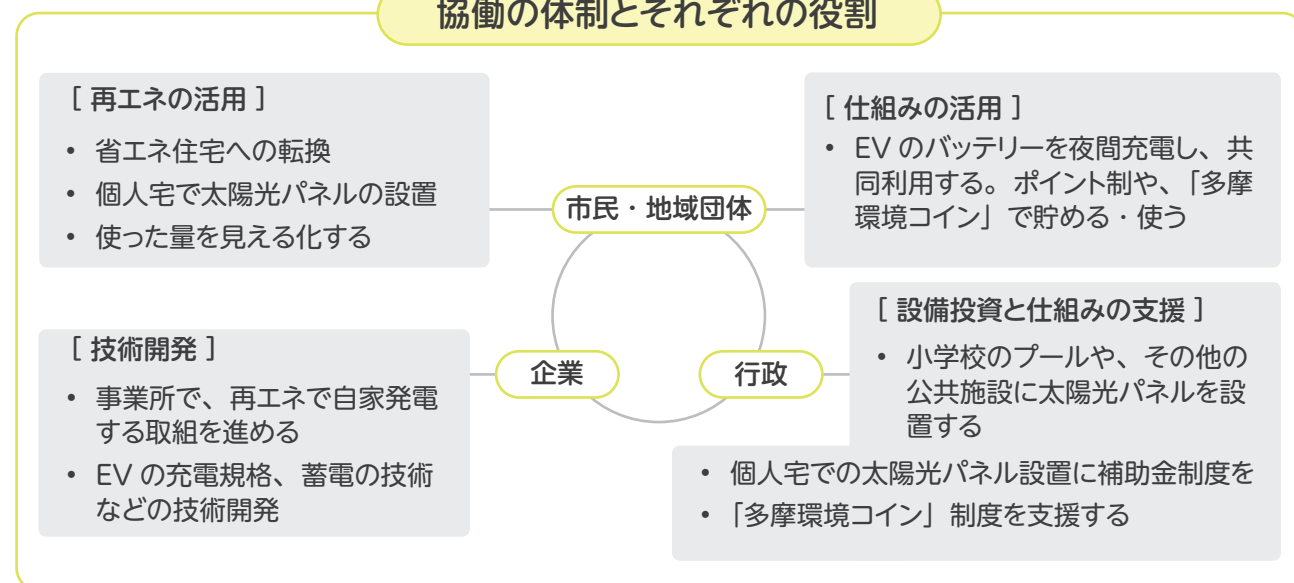 協働の体制とそれぞれの役割
[ 再エネの活用 ]
• 省エネ住宅への転換
• 個人宅で太陽光パネルの設置
• 使った量を見える化する
[ 仕組みの活用 ]
• EV のバッテリーを夜間充電し、共
同利用する。ポイント制や、「多摩
環境コイン」で貯める・使う
市民・地域団体
企業
行政
[ 技術開発 ]
• 事業所で、再エネで自家発電
する取組を進める
• EV の充電規格、蓄電の技術
などの技術開発
[ 設備投資と仕組みの支援 ]
• 小学校のプールや、その他の
公共施設に太陽光パネルを設
置する
• 個人宅での太陽光パネル設置に補助金制度を
• 「多摩環境コイン」制度を支援する